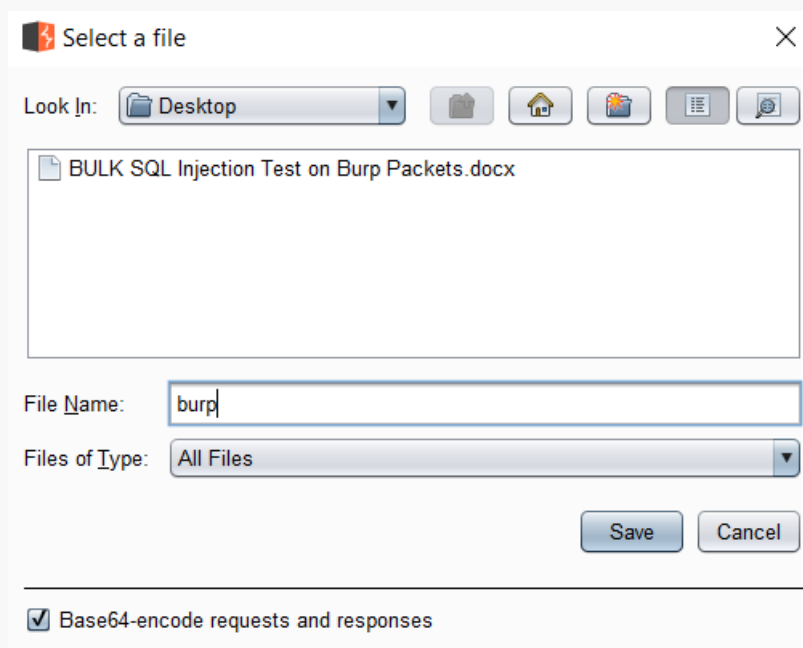 Select a file
Look In: Desktop
BULK SQL Injection Test on Burp Packets.docx
File Name: burp
Files of Type: All Files
Save Cancel
Base64-encode requests and responses